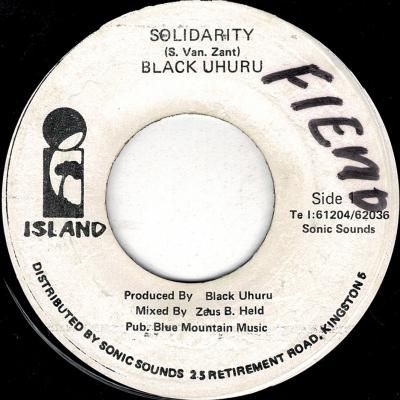 SOLIDARITY
(S. Van. Zant)
BLACK UHURU
FIEND
ISLAND
Side 1
Te l:61204/62036
Sonic Sounds
Produced By Black Uhuru
Mixed By Zeus B. Held
Pub. Blue Mountain Music
DISTRIBUTED BY SONIC SOUNDS 25 RETIREMENT ROAD, KINGSTON 5